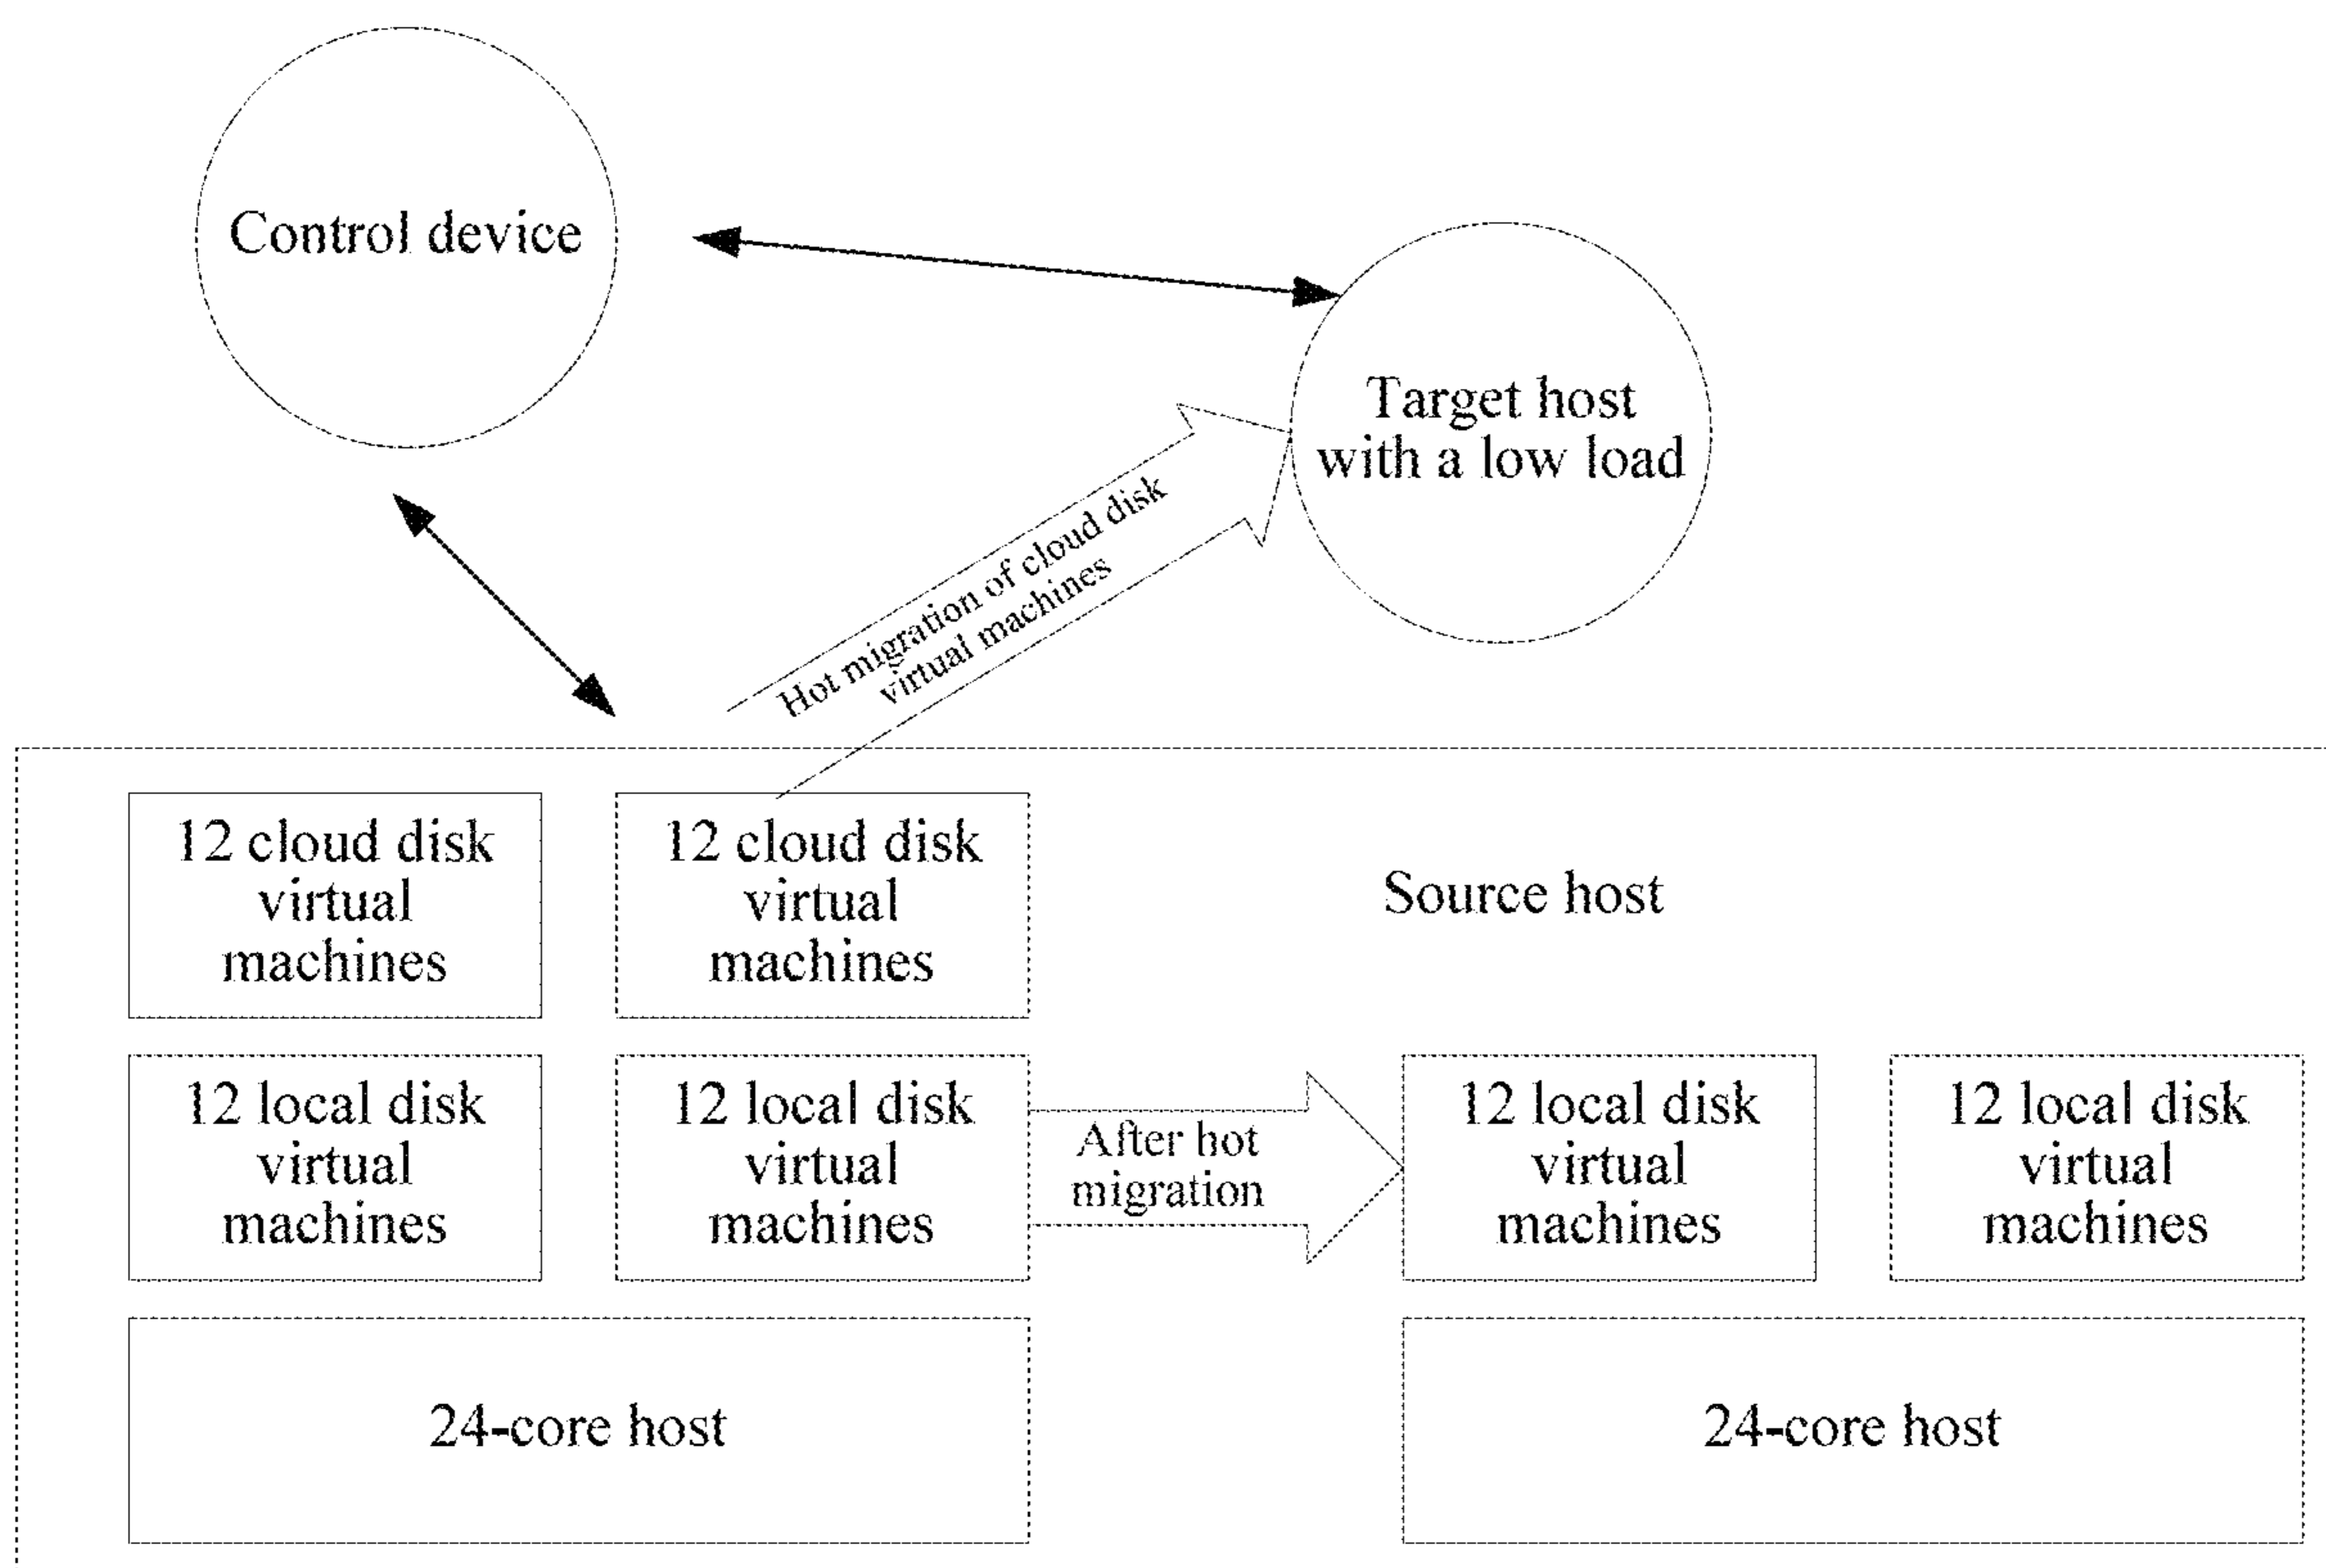 Control device
Target host
with a low load
Hot migration of cloud disk
virtual machines
12 cloud disk
virtual
machines
12 cloud disk
virtual
machines
Source host
12 local disk
virtual
machines
12 local disk
virtual
machines
After hot
migration
12 local disk
virtual
machines
12 local disk
virtual
machines
24-core host
24-core host